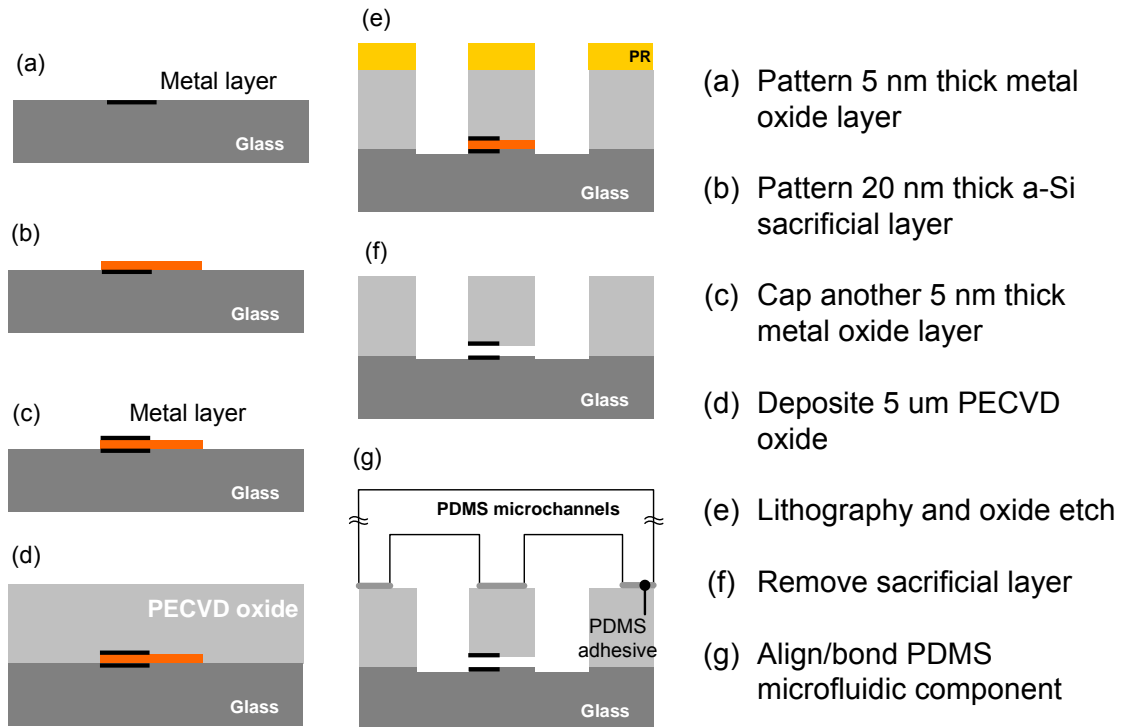 (a)
Metal layer
Glass
(b)
Glass
(c)
Metal layer
Glass
(d)
PECVD oxide
Glass
(e)
PR
Glass
(f)
Glass
(g)
PDMS microchannels
PDMS
adhesive
Glass
(a) Pattern 5 nm thick metal
oxide layer
(b) Pattern 20 nm thick a-Si
sacrificial layer
(c) Cap another 5 nm thick
metal oxide layer
(d) Deposite 5 um PECVD
oxide
(e) Lithography and oxide etch
(f) Remove sacrificial layer
(g) Align/bond PDMS
microfluidic component